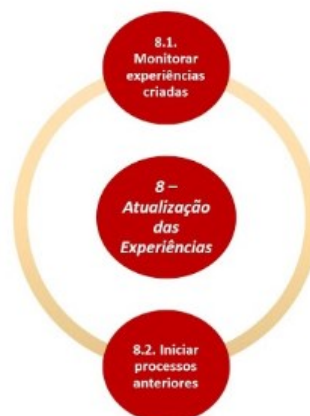 8.1.
Monitorar
experiências
criadas
8 –
Atualização
das
Experiências
8.2. Iniciar
processos
anteriores